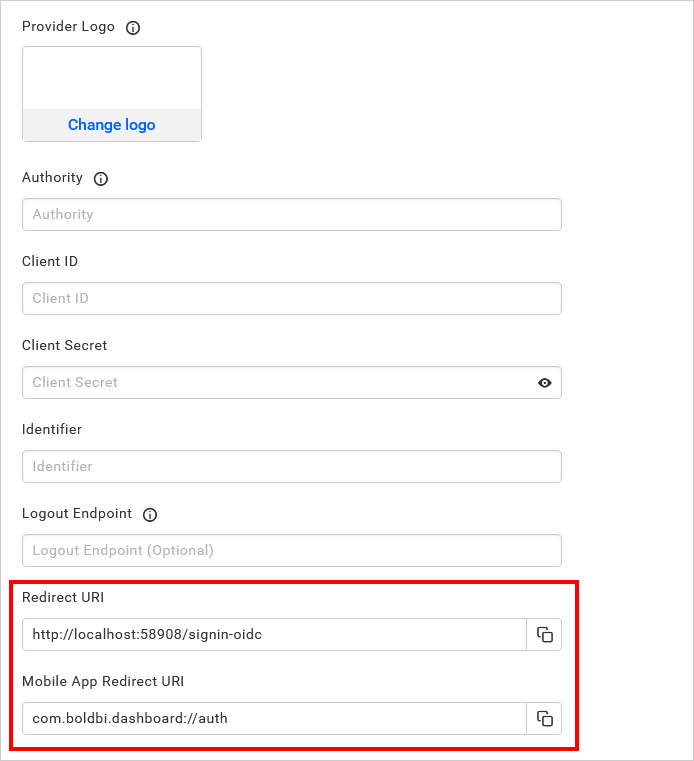 Provider Logo
Change logo
Authority
Authority
Client ID
Client ID
Client Secret
Client Secret
Identifier
Identifier
Logout Endpoint
Logout Endpoint (Optional)
Redirect URI
http://localhost:58908/signin-oidc
Mobile App Redirect URI
com.boldbi.dashboard://auth